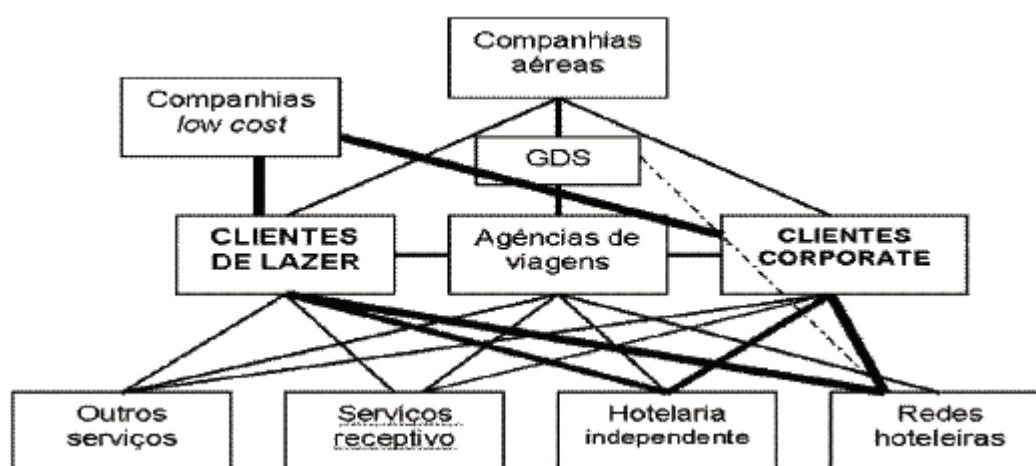 Companhias
aéreas
Companhias
low cost
GDS
CLIENTES
DE LAZER
Agências de
viagens
CLIENTES
CORPORATE
Outros
serviços
Serviços
receptivo
Hotelaria
independente
Redes
hoteleiras